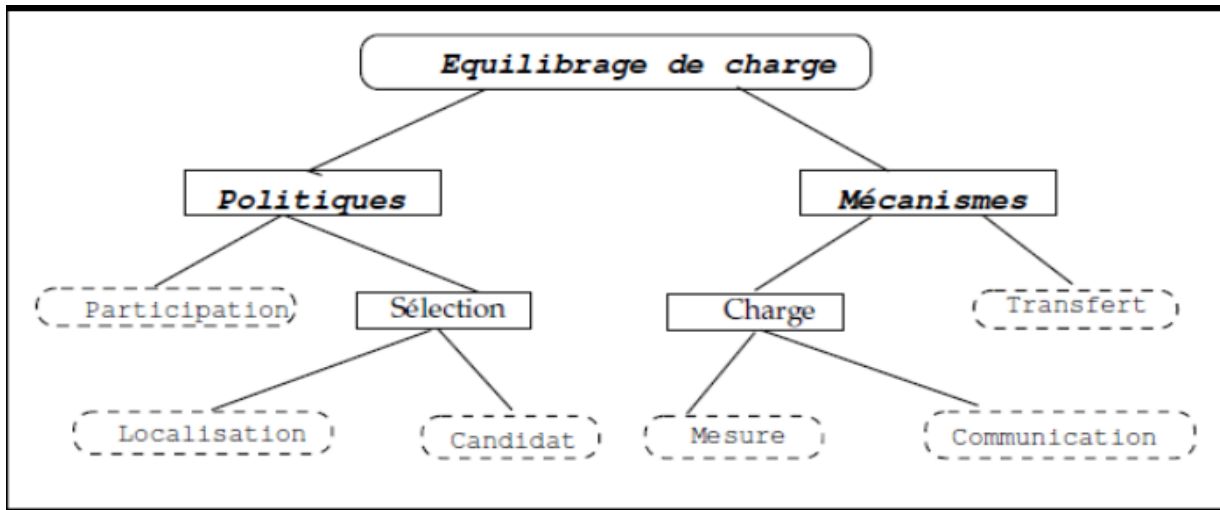 Equilibrage de charge
Politiques
Mécanismes
Participation
Sélection
Charge
Transfert
Localisation
Candidat
Mesure
Communication